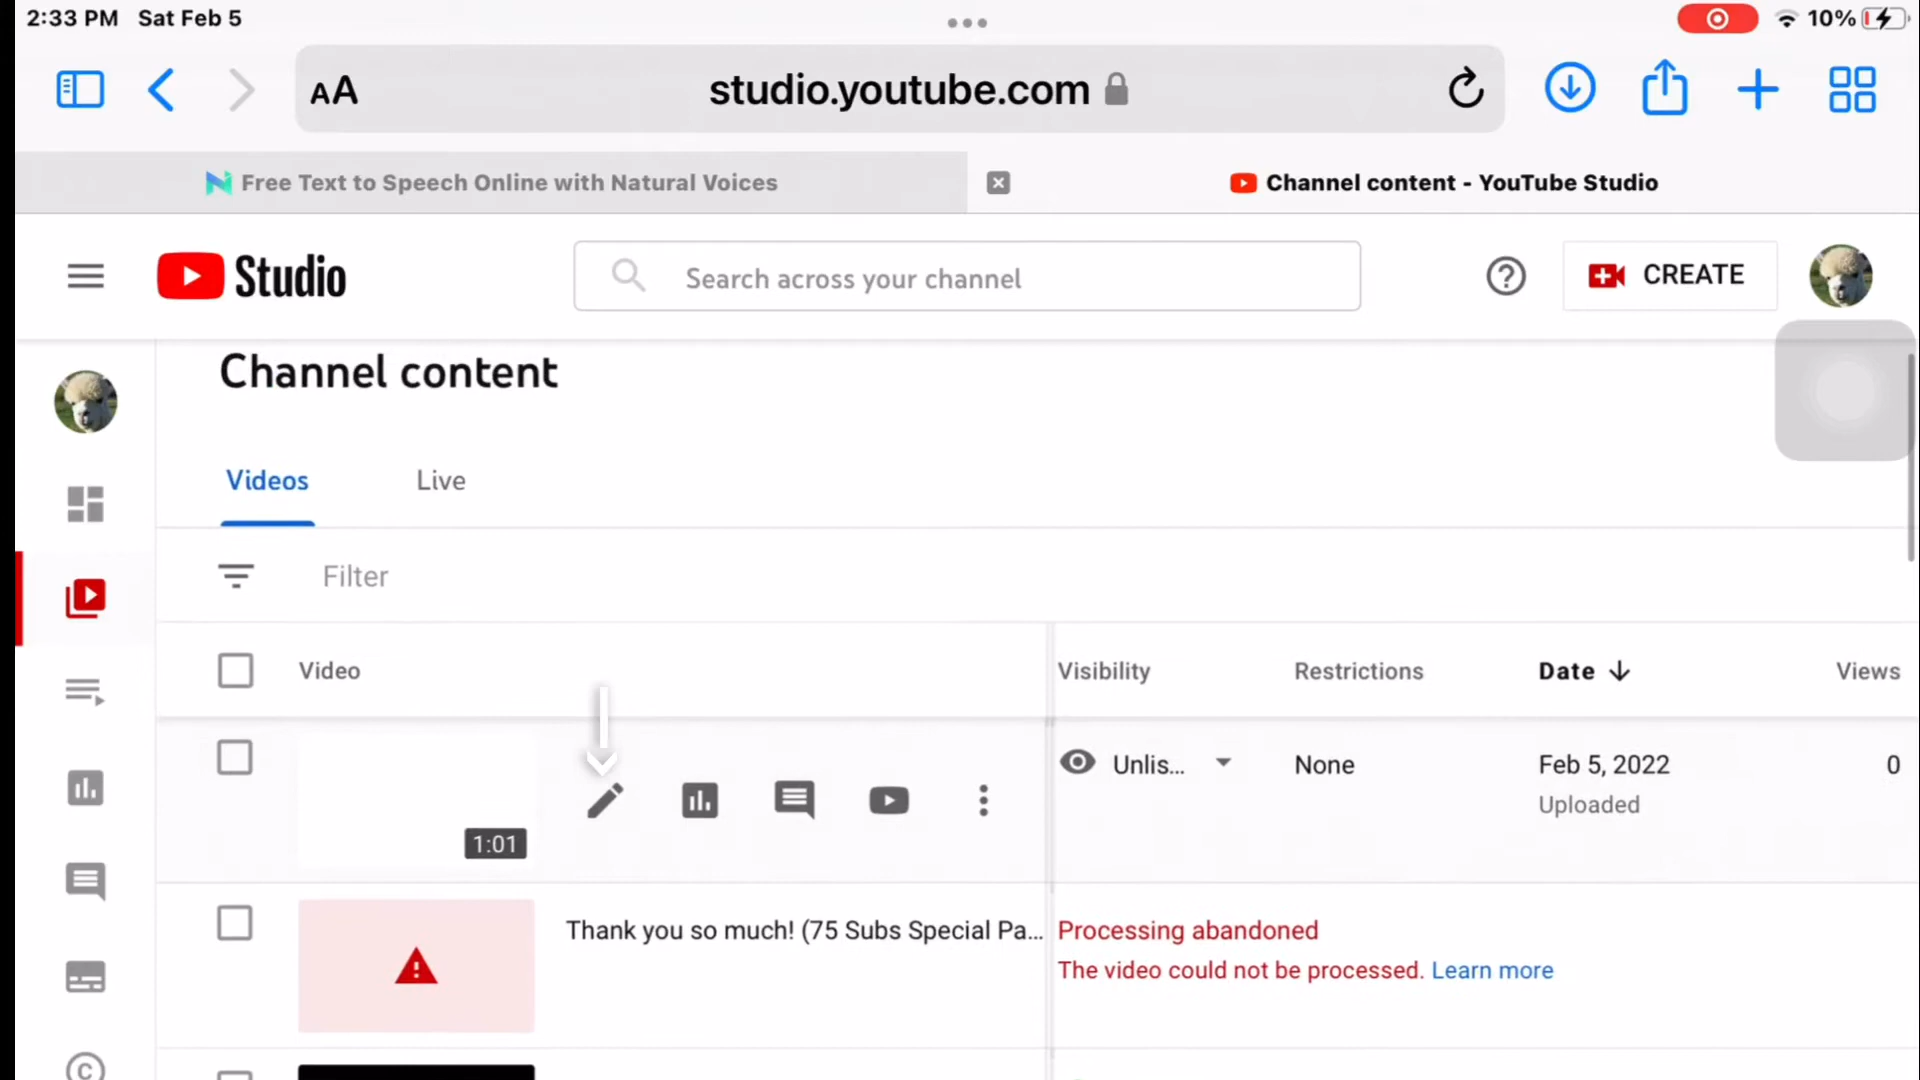 2:33 PM Sat Feb 5
10%
AA
studio.youtube.com
Free Text to Speech Online with Natural Voices
Channel content - YouTube Studio
Studio
Search across your channel
CREATE
Channel content
Videos
Live
Filter
Video
Visibility
Restrictions
Date
Views
1:01
Unlis...
None
Feb 5, 2022
0
Uploaded
Thank you so much! (75 Subs Special Pa...
Processing abandoned
The video could not be processed. Learn more